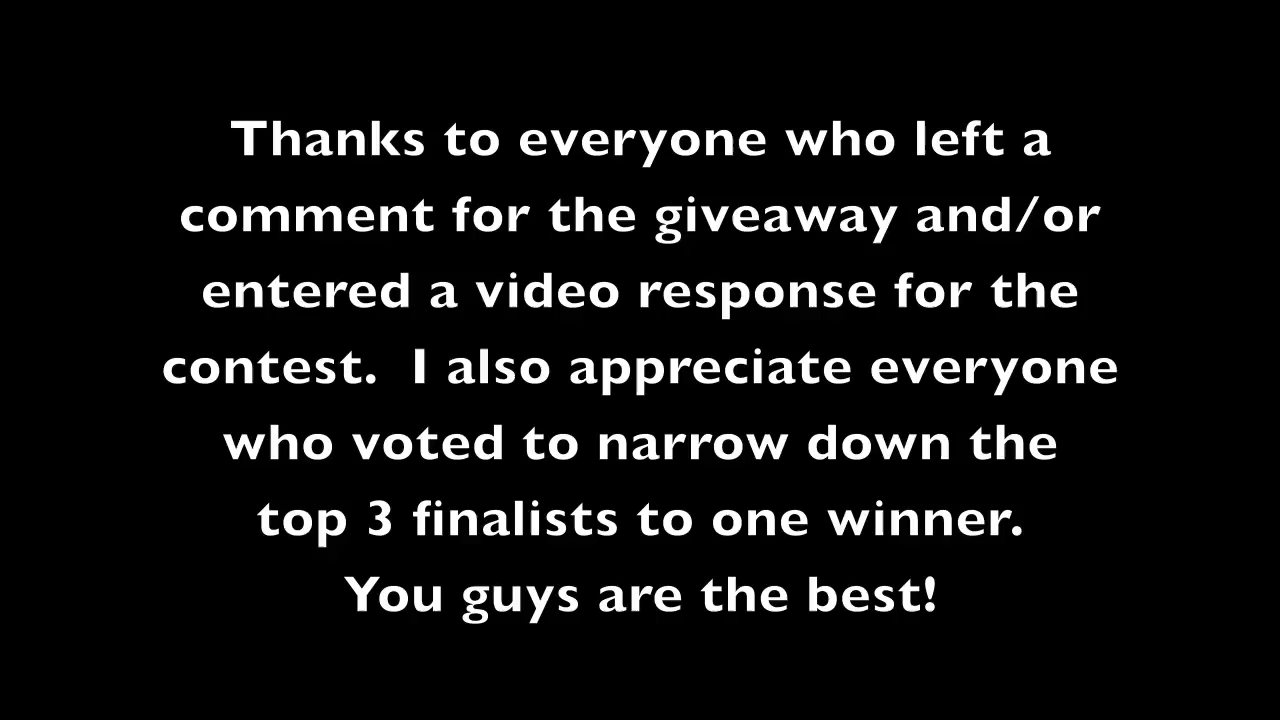 Thanks to everyone who left a
comment for the giveaway and/or
entered a video response for the
contest.  I also appreciate everyone
who voted to narrow down the
top 3 finalists to one winner.
You guys are the best!